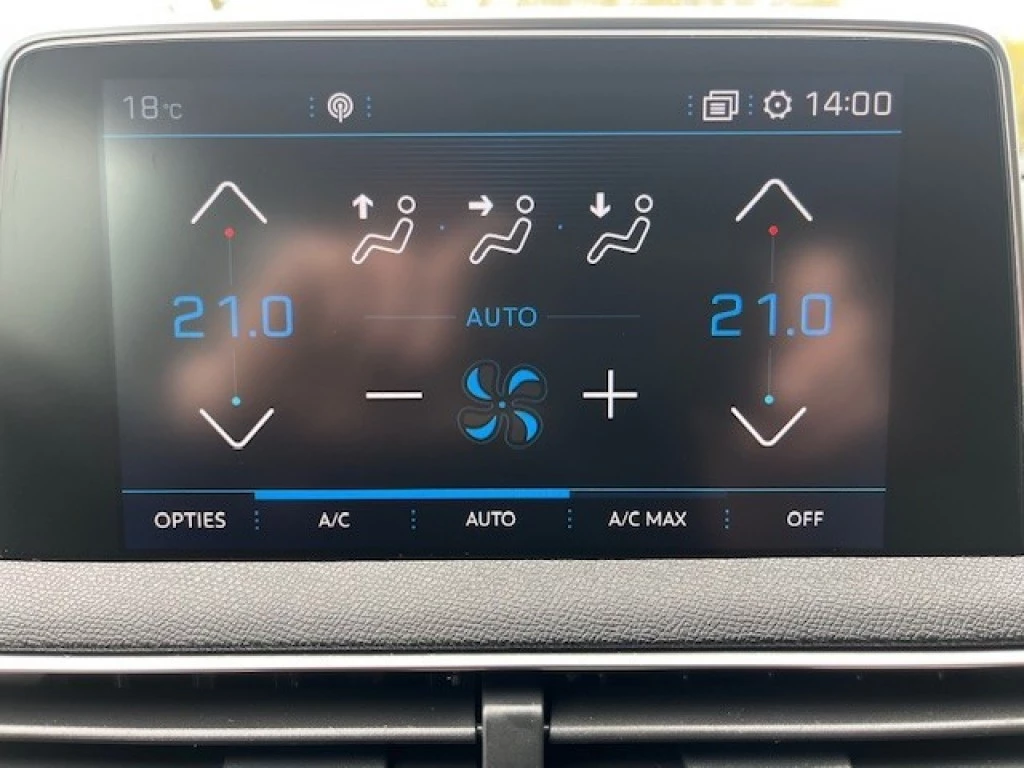 18°C 14:00
21.0 AUTO 21.0
OPTIES A/C AUTO A/C MAX OFF